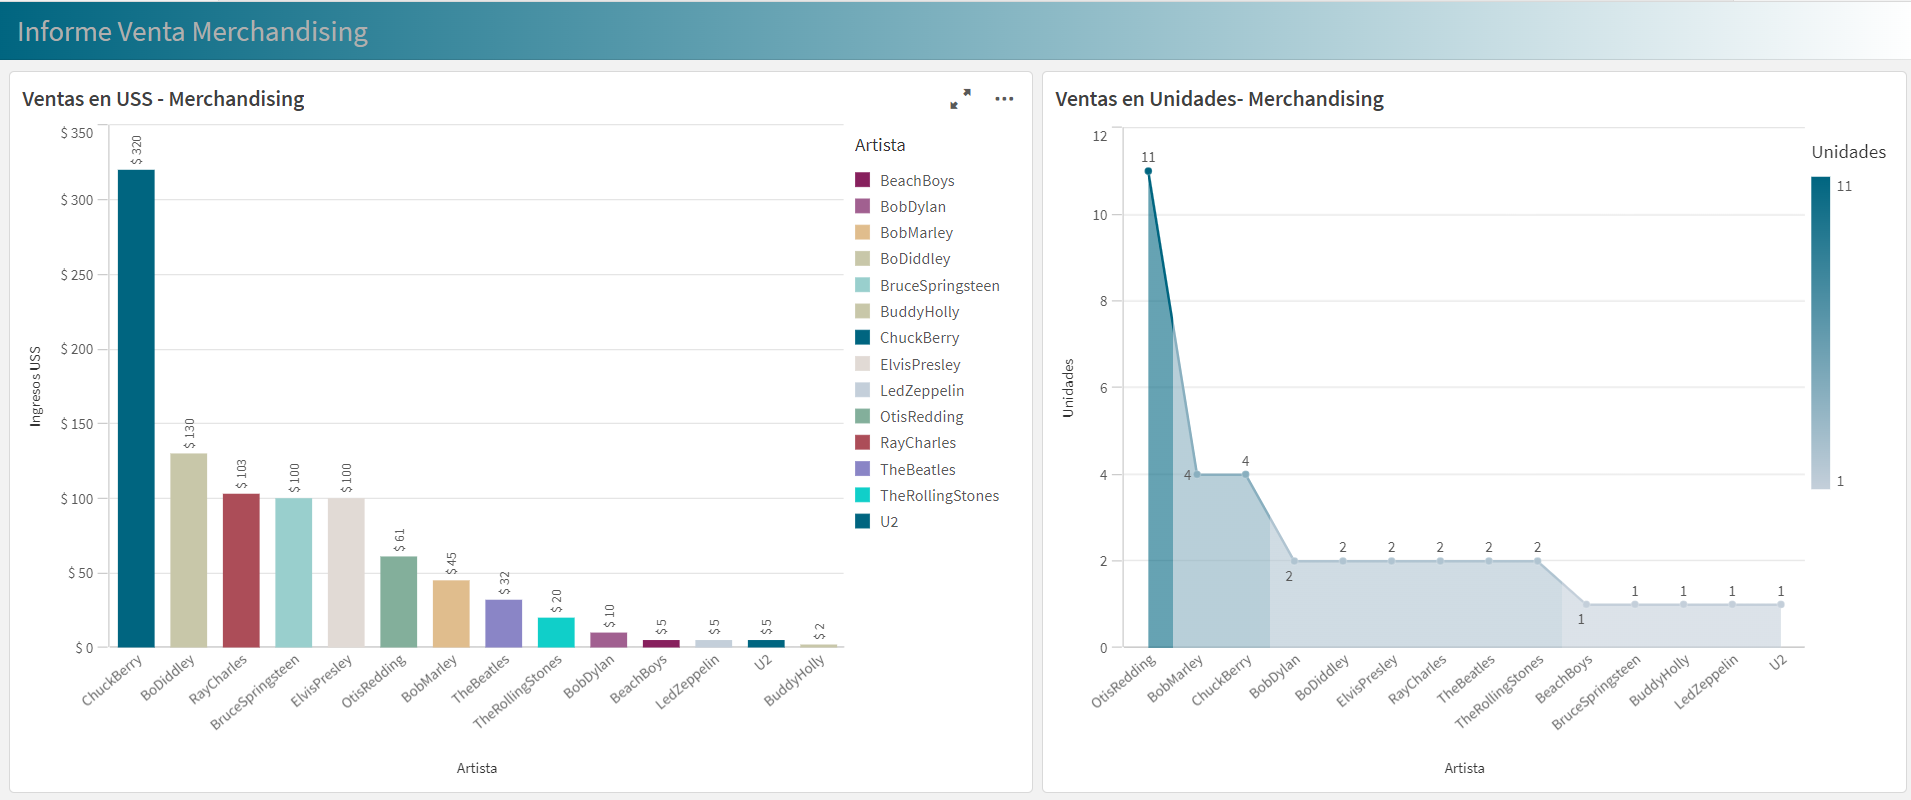 Informe Venta Merchandising
Ventas en USS - Merchandising
Ingresos USS
$ 350
$ 300
$ 250
$ 200
$ 150
$ 100
$ 50
$ 0
$ 320
$ 130
$ 103
$ 100
$ 100
$ 61
$ 45
$ 32
$ 20
$ 10
$ 5
$ 5
$ 5
$ 2
ChuckBerry
BoDiddley
RayCharles
BruceSpringsteen
ElvisPresley
OtisRedding
BobMarley
TheBeatles
TheRollingStones
BobDylan
BeachBoys
LedZeppelin
U2
BuddyHolly
Artista
Artista
BeachBoys
BobDylan
BobMarley
BoDiddley
BruceSpringsteen
BuddyHolly
ChuckBerry
ElvisPresley
LedZeppelin
OtisRedding
RayCharles
TheBeatles
TheRollingStones
U2
Ventas en Unidades- Merchandising
Unidades
12
10
8
6
4
2
0
11
4
4
2
2
2
2
2
2
1
1
1
1
1
OtisRedding
BobMarley
ChuckBerry
BobDylan
BoDiddley
ElvisPresley
RayCharles
TheBeatles
TheRollingStones
BeachBoys
BruceSpringsteen
BuddyHolly
LedZeppelin
U2
Artista
Unidades
11
1